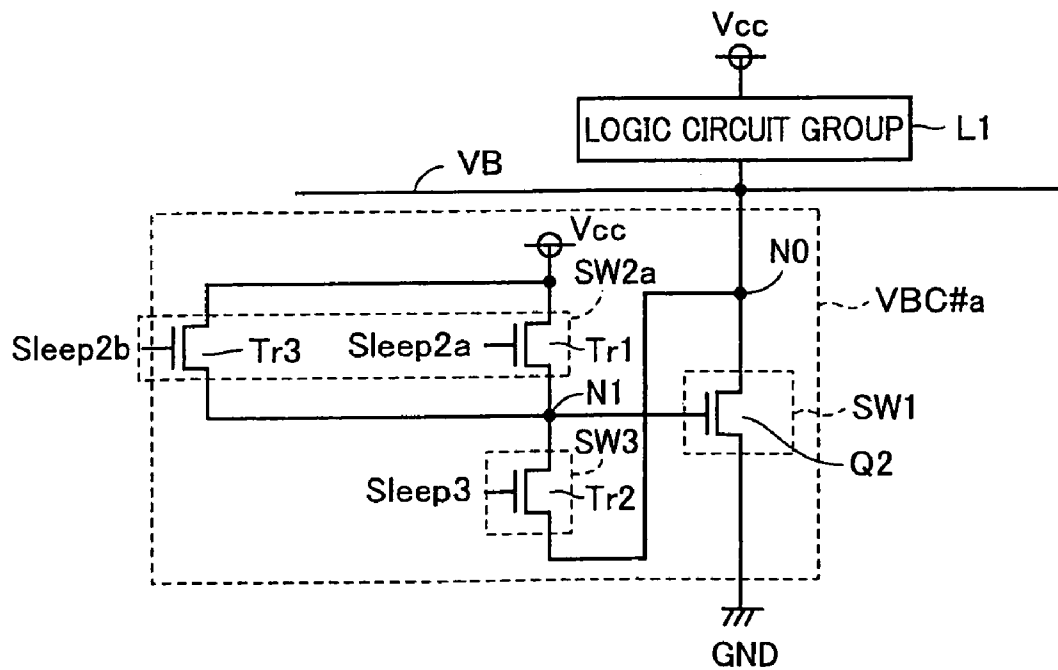 Vcc
LOGIC CIRCUIT GROUP
L1
VB
Vcc
SW2a
N0
VBC#a
Sleep2b
Tr3
Sleep2a
Tr1
N1
SW1
SW3
Q2
Sleep3
Tr2
GND